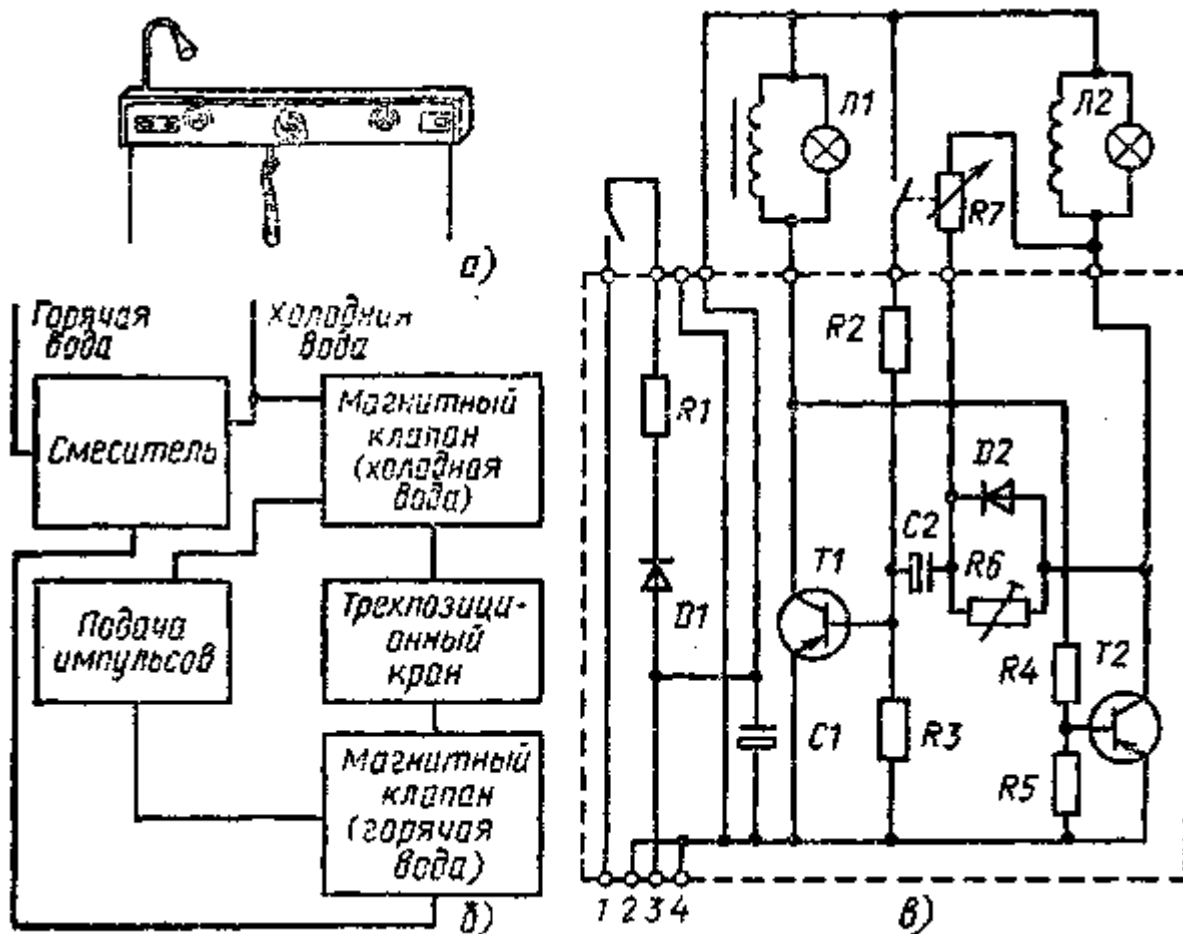 а)
Горячая
вода
Холодния
вода
Смеситель
Магнитный
клапан
(холодная
вода)
Подача
импульсов
Трехпозици-
онный
кран
Магнитный
клапан
(горячая
вода)
б)
Л1
Л2
R7
R2
R1
D2
C2
R6
T1
D1
R4
T2
C1
R3
R5
1 2 3 4
в)